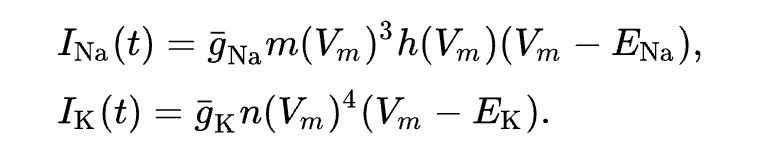 I_Na(t) = ḡ_Na m(V_m)^3 h(V_m)(V_m − E_Na),
I_K(t) = ḡ_K n(V_m)^4 (V_m − E_K).